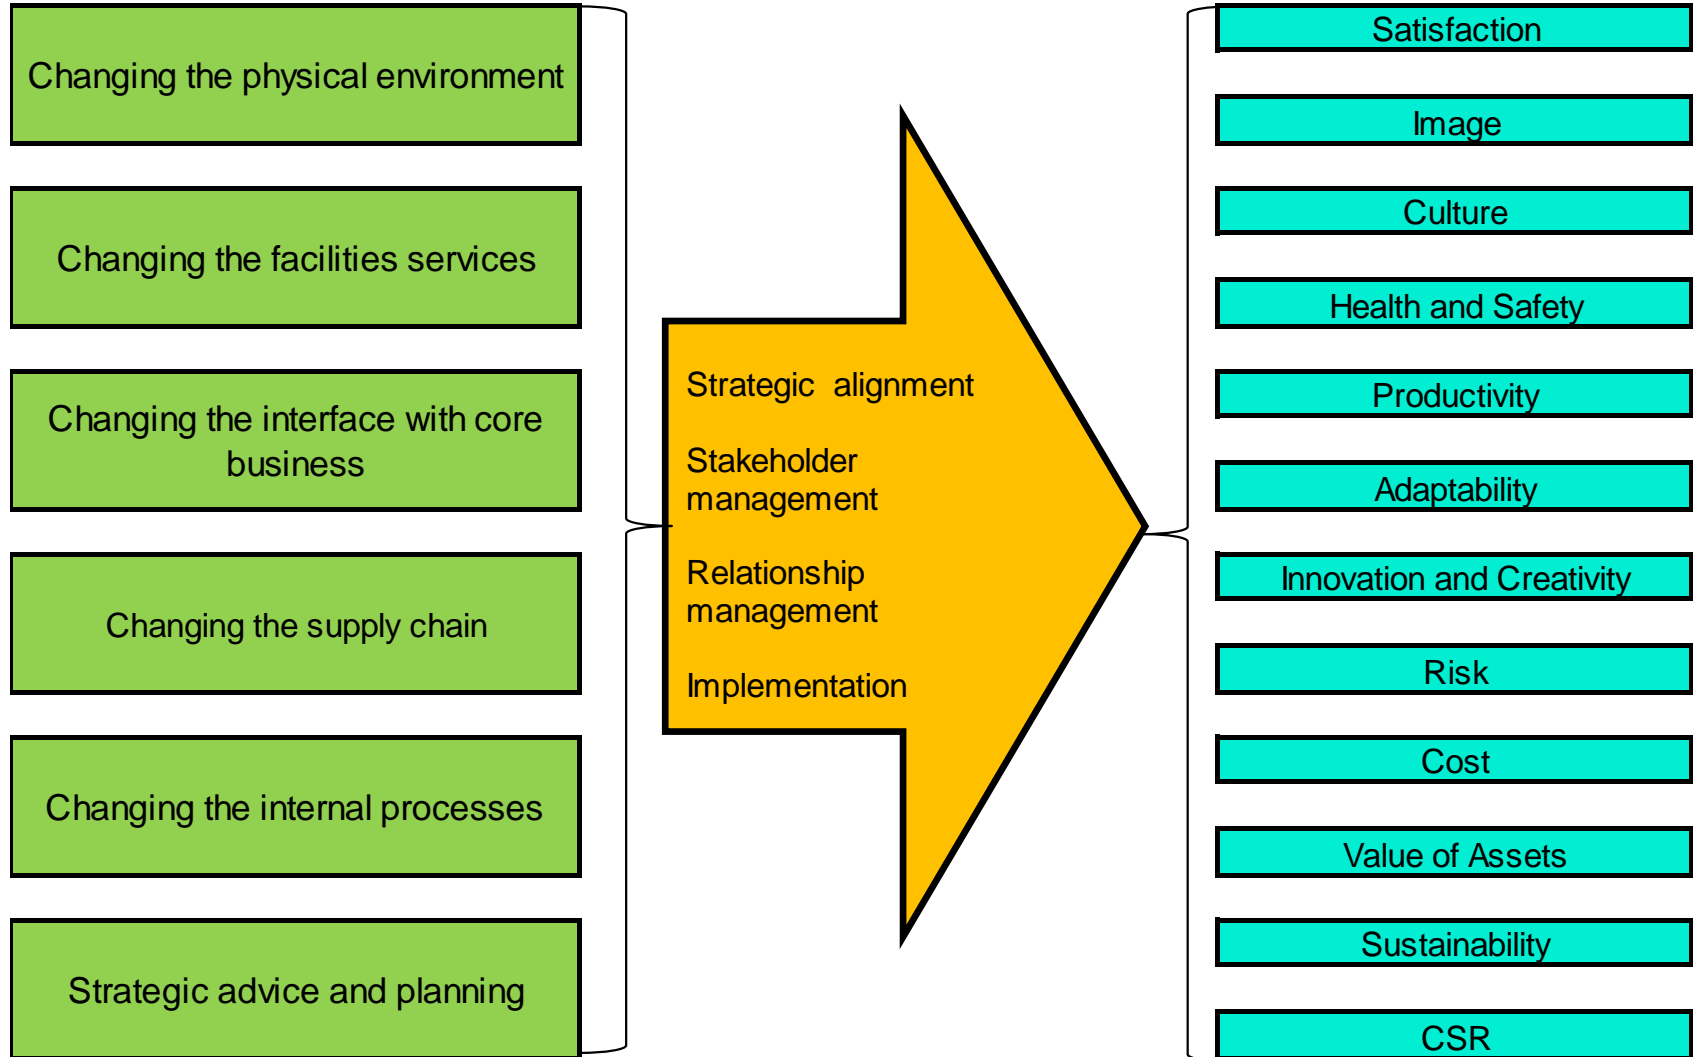 Changing the physical environment
Changing the facilities services
Changing the interface with core
business
Changing the supply chain
Changing the internal processes
Strategic advice and planning
Strategic alignment
Stakeholder
management
Relationship
management
Implementation
Satisfaction
Image
Culture
Health and Safety
Productivity
Adaptability
Innovation and Creativity
Risk
Cost
Value of Assets
Sustainability
CSR